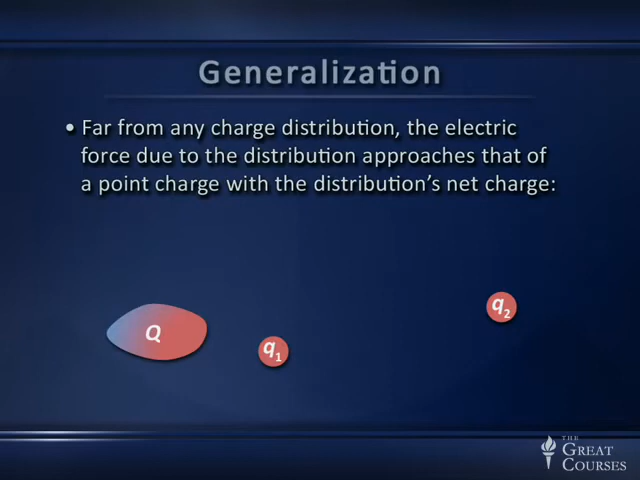 Generalization
• Far from any charge distribution, the electric
force due to the distribution approaches that of
a point charge with the distribution's net charge:
q2
Q
q1
THE
GREAT
COURSES